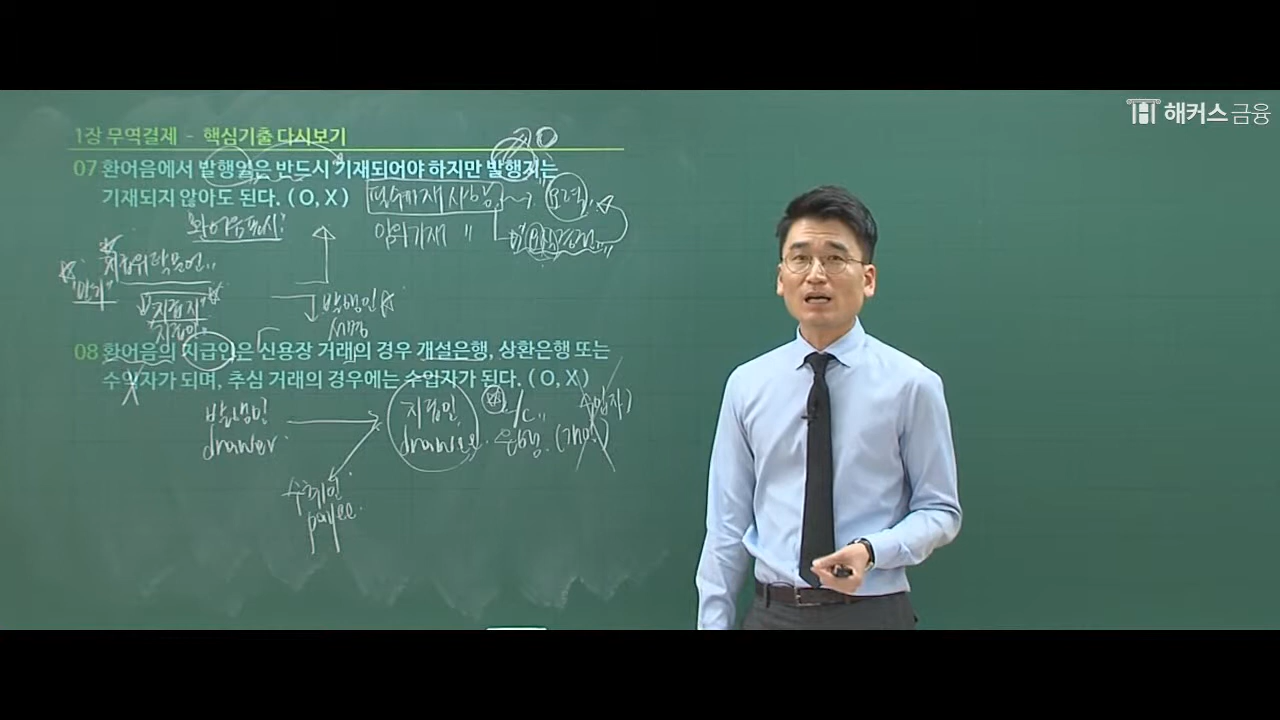 해커스 금융
1장 무역결제 - 핵심기출 다시보기
07 환어음에서 발행일은 반드시 기재되어야 하지만 발행지는
기재되지 않아도 된다. ( O, X )
필수기재사항
임의기재 "
환어음표시!
"만기"
"지급지"
지급인
발행인
서명
08 환어음의 지급인은 신용장 거래의 경우 개설은행, 상환은행 또는
수입자가 되며, 추심 거래의 경우에는 수입자가 된다. ( O, X )
발행인
drawer
지급인
drawee
L/C
은행
수취인
payee